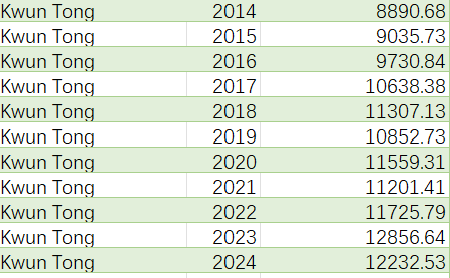 Kwun Tong 2014 8890.68
Kwun Tong 2015 9035.73
Kwun Tong 2016 9730.84
Kwun Tong 2017 10638.38
Kwun Tong 2018 11307.13
Kwun Tong 2019 10852.73
Kwun Tong 2020 11559.31
Kwun Tong 2021 11201.41
Kwun Tong 2022 11725.79
Kwun Tong 2023 12856.64
Kwun Tong 2024 12232.53